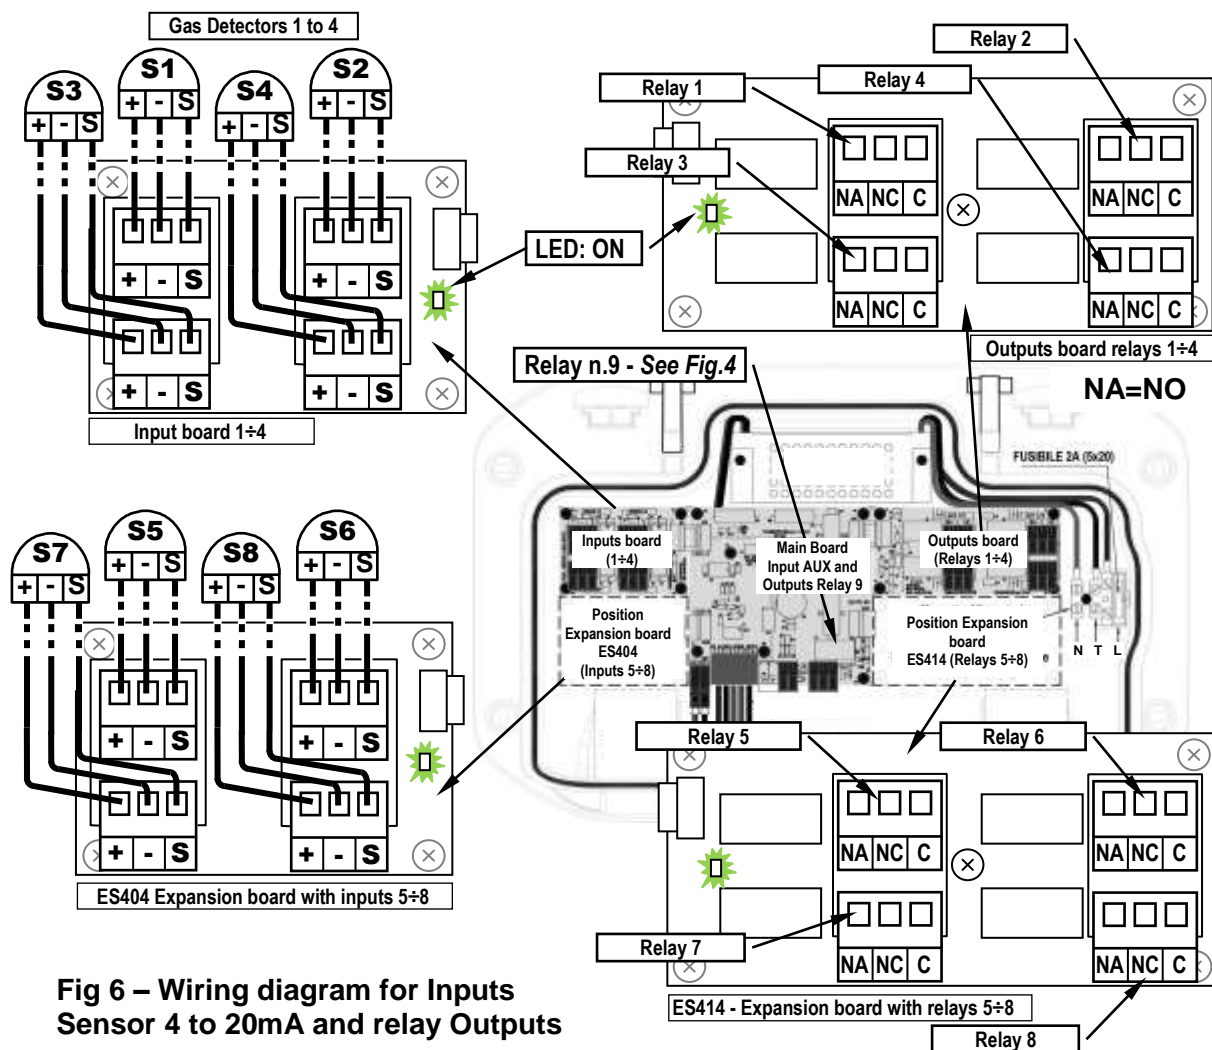 Gas Detectors 1 to 4
S3
S1
S4
S2
+ - S
+ - S
+ - S
+ - S
+ - S
+ - S
+ - S
+ - S
Input board 1÷4
LED: ON
Relay 1
Relay 2
Relay 3
Relay 4
NA NC C
NA NC C
NA NC C
NA NC C
Outputs board relays 1÷4
NA=NO
Relay n.9 - See Fig.4
FUSIBILE 2A (5x20)
Inputs board
(1÷4)
Main Board
Input AUX and
Outputs Relay 9
Outputs board
(Relays 1÷4)
Position
Expansion board
ES404
(Inputs 5÷8)
Position Expansion
board
ES414 (Relays 5÷8)
N T L
S7
S5
S8
S6
+ - S
+ - S
+ - S
+ - S
+ - S
+ - S
+ - S
+ - S
ES404 Expansion board with inputs 5÷8
Relay 5
Relay 6
NA NC C
NA NC C
Relay 7
NA NC C
NA NC C
ES414 - Expansion board with relays 5÷8
Relay 8
Fig 6 – Wiring diagram for Inputs
Sensor 4 to 20mA and relay Outputs